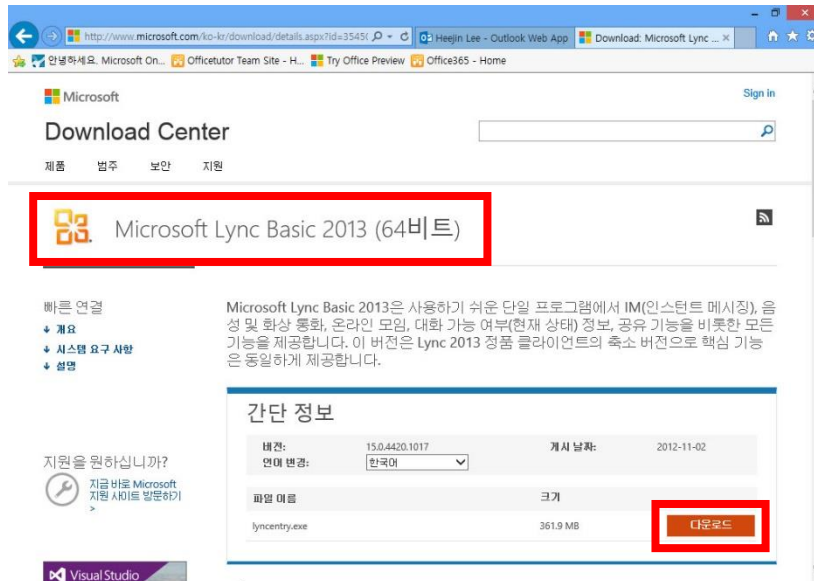 http://www.microsoft.com/ko-kr/download/details.aspx?id=3545
Heejin Lee - Outlook Web App
Download: Microsoft Lync ...
안녕하세요. Microsoft On...
Officetutor Team Site - H...
Try Office Preview
Office365 - Home
Microsoft
Sign in
Download Center
제품 범주 보안 지원
Microsoft Lync Basic 2013 (64비트)
빠른 연결
개요
시스템 요구 사항
설명
Microsoft Lync Basic 2013은 사용하기 쉬운 단일 프로그램에서 IM(인스턴트 메시징), 음
성 및 화상 통화, 온라인 모임, 대화 가능 여부(현재 상태) 정보, 공유 기능을 비롯한 모든
기능을 제공합니다. 이 버전은 Lync 2013 정품 클라이언트의 축소 버전으로 핵심 기능
은 동일하게 제공합니다.
간단 정보
버전: 15.0.4420.1017 게시 날짜: 2012-11-02
언어 변경: 한국어
파일 이름 크기
lyncentry.exe 361.9 MB 다운로드
지원을 원하십니까?
지금 바로 Microsoft
지원 사이트 방문하기
>
Visual Studio